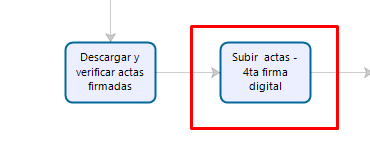 Descargar y
verificar actas
firmadas
Subir  actas -
4ta firma
digital